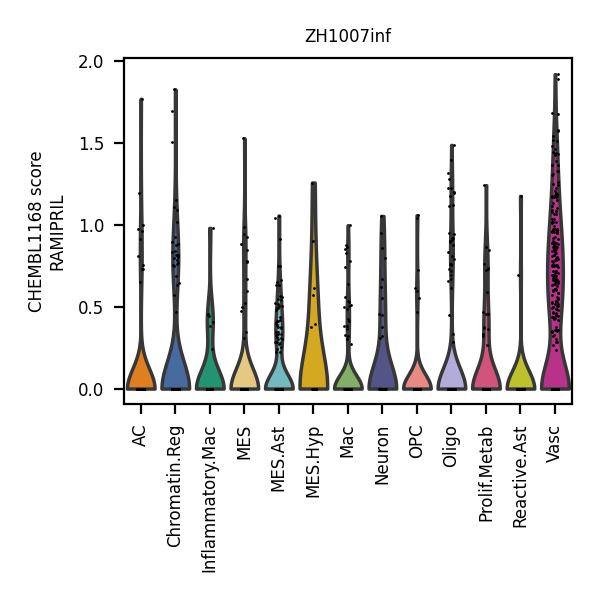 ZH1007inf
CHEMBL1168 score
RAMIPRIL
2.0
1.5
1.0
0.5
0.0
AC
Chromatin.Reg
Inflammatory.Mac
MES
MES.Ast
MES.Hyp
Mac
Neuron
OPC
Oligo
Prolif.Metab
Reactive.Ast
Vasc